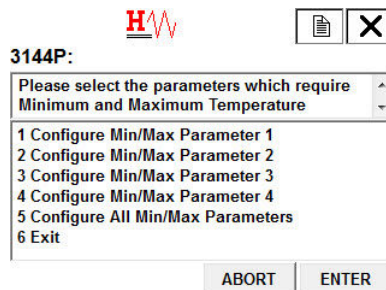 H
3144P:
Please select the parameters which require
Minimum and Maximum Temperature
1 Configure Min/Max Parameter 1
2 Configure Min/Max Parameter 2
3 Configure Min/Max Parameter 3
4 Configure Min/Max Parameter 4
5 Configure All Min/Max Parameters
6 Exit
ABORT ENTER